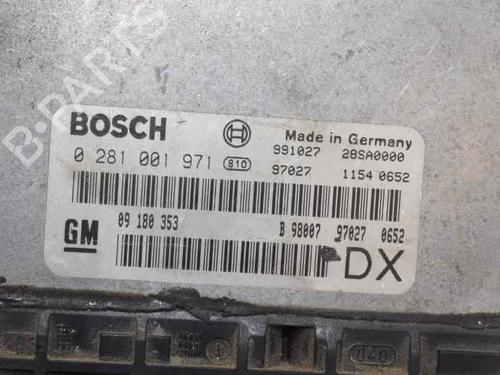 B-PARTS
BOSCH
Made in Germany
0 281 001 971 810
991027 28SA0000
97027 1154 0652
GM 09 180 353
B 98007 97027 0652
DX
040